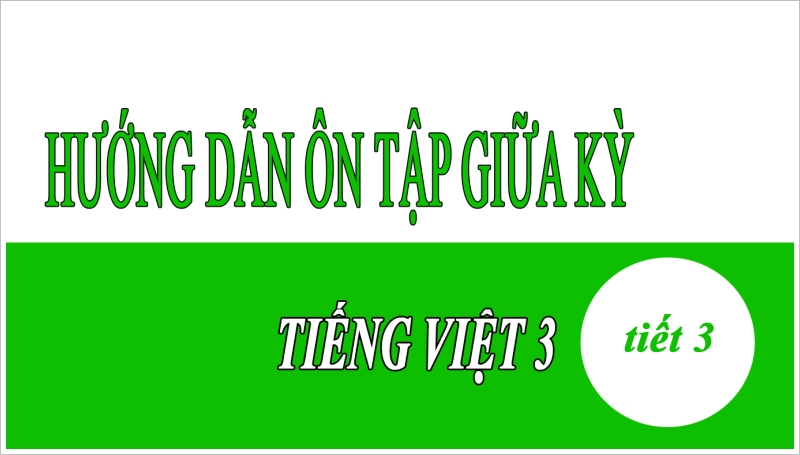 HƯỚNG DẪN ÔN TẬP GIỮA KỲ
TIẾNG VIỆT 3
tiết 3